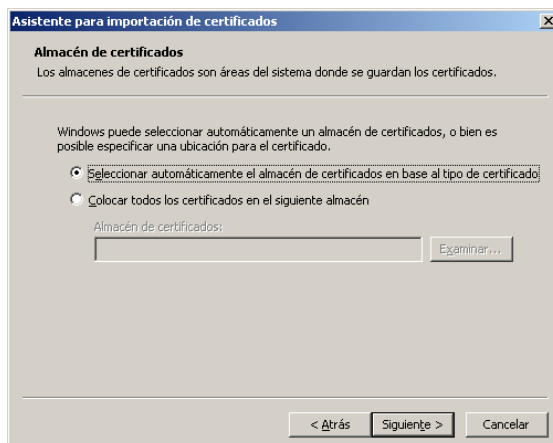 Asistente para importación de certificados
Almacén de certificados
Los almacenes de certificados son áreas del sistema donde se guardan los certificados.
Windows puede seleccionar automáticamente un almacén de certificados, o bien es
posible especificar una ubicación para el certificado.
Seleccionar automáticamente el almacén de certificados en base al tipo de certificado
Colocar todos los certificados en el siguiente almacén
Almacén de certificados:
Examinar...
< Atrás Siguiente > Cancelar